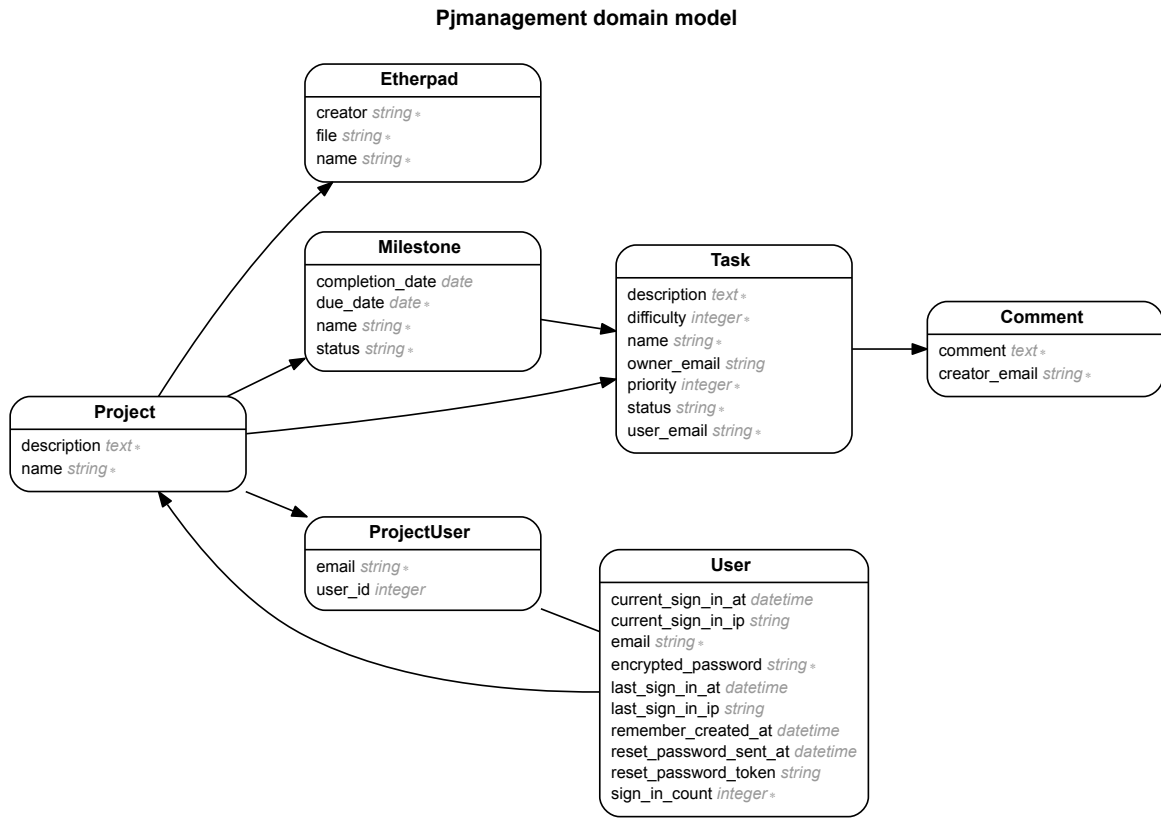 Pjmanagement domain model
Etherpad
creator string ∗
file string ∗
name string ∗
Milestone
completion_date date
due_date date ∗
name string ∗
status string ∗
Task
description text ∗
difficulty integer ∗
name string ∗
owner_email string
priority integer ∗
status string ∗
user_email string ∗
Comment
comment text ∗
creator_email string ∗
Project
description text ∗
name string ∗
ProjectUser
email string ∗
user_id integer
User
current_sign_in_at datetime
current_sign_in_ip string
email string ∗
encrypted_password string ∗
last_sign_in_at datetime
last_sign_in_ip string
remember_created_at datetime
reset_password_sent_at datetime
reset_password_token string
sign_in_count integer ∗